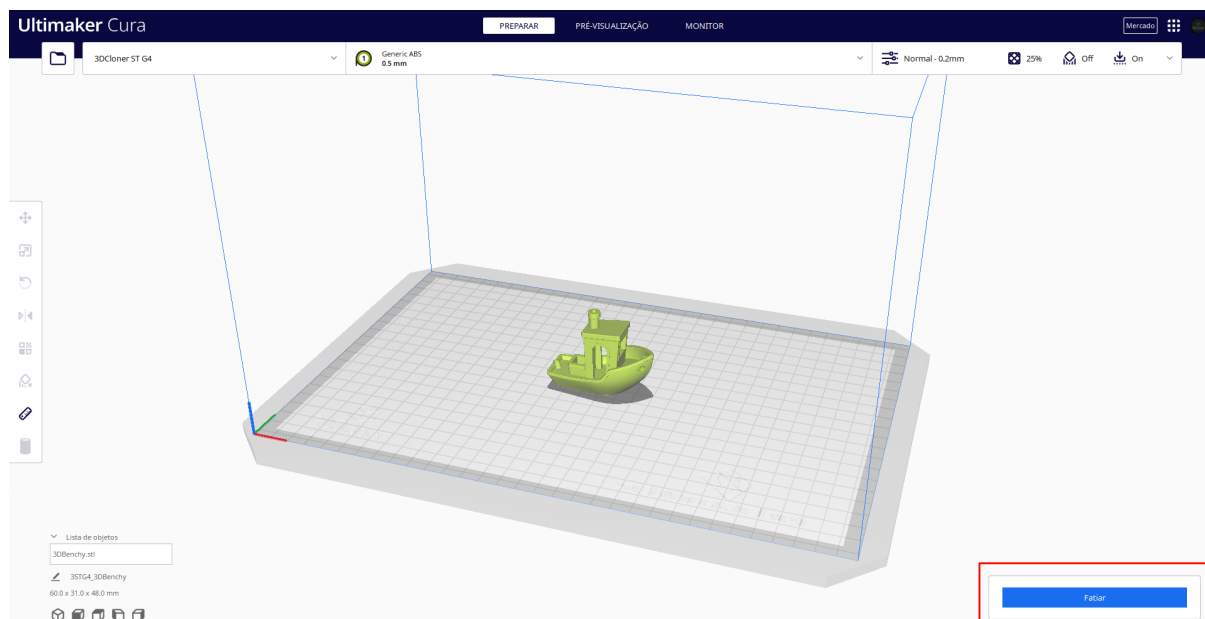 Ultimaker Cura
PREPARAR
PRÉ-VISUALIZAÇÃO
MONITOR
Mercado
3DCloner ST G4
1
Generic ABS
0.5 mm
Normal - 0.2mm
25%
Off
On
Lista de objetos
3DBenchy.stl
3STG4_3DBenchy
60.0 x 31.0 x 48.0 mm
Fatiar